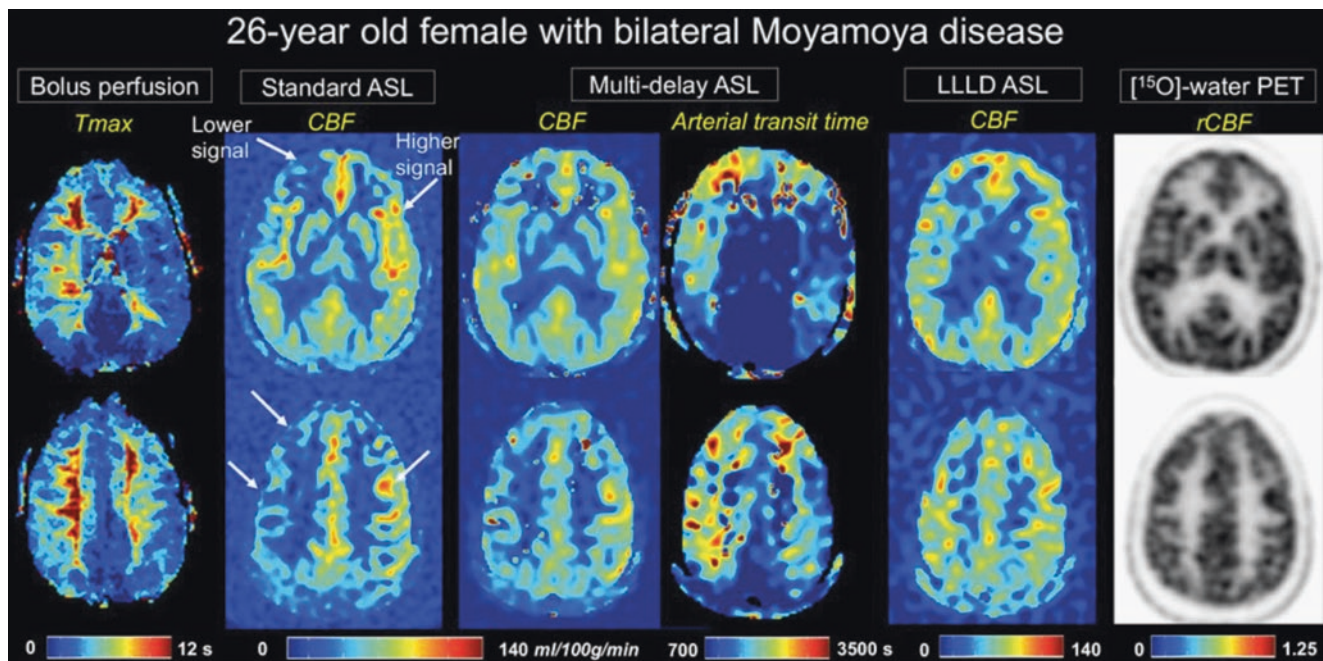 26-year old female with bilateral Moyamoya disease
Bolus perfusion
Standard ASL
Multi-delay ASL
LLLD ASL
[¹⁵O]-water PET
Tmax
CBF
CBF
Arterial transit time
CBF
rCBF
Lower signal
Higher signal
0 12 s
0 140 ml/100g/min
700 3500 s
0 140
0 1.25